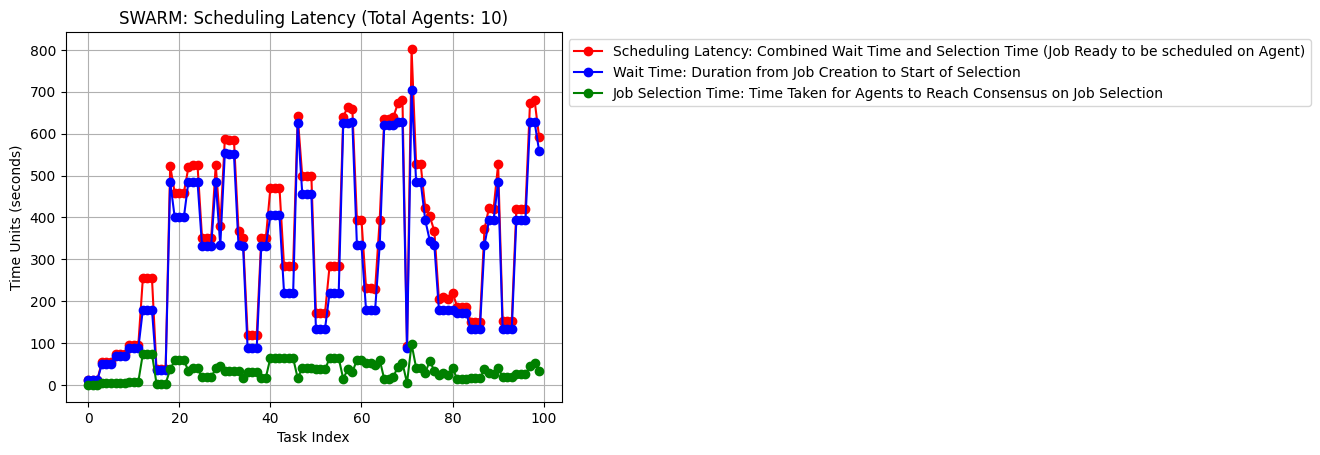 SWARM: Scheduling Latency (Total Agents: 10)
Scheduling Latency: Combined Wait Time and Selection Time (Job Ready to be scheduled on Agent)
Wait Time: Duration from Job Creation to Start of Selection
Job Selection Time: Time Taken for Agents to Reach Consensus on Job Selection
Time Units (seconds)
800
700
600
500
400
300
200
100
0
0 20 40 60 80 100
Task Index